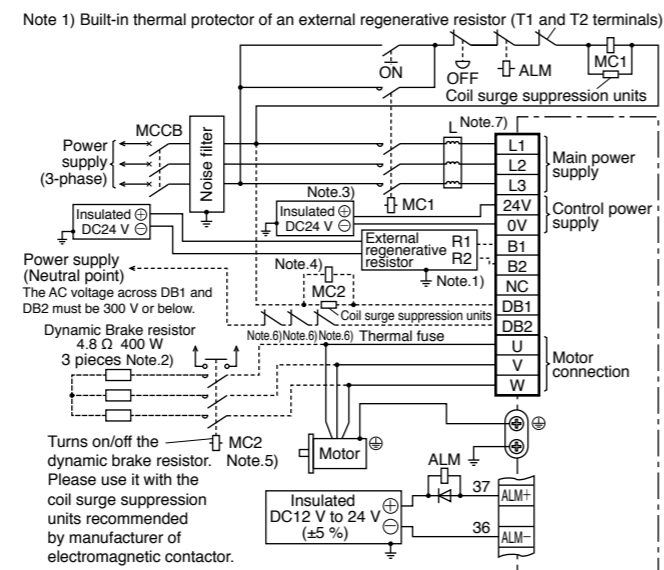 Note 1) Built-in thermal protector of an external regenerative resistor (T1 and T2 terminals)
ON
OFF
ALM
MC1
Coil surge suppression units
MCCB
Noise filter
L
Note.7)
Power
supply
(3-phase)
L1
L2
L3
Main power
supply
MC1
Note.3)
Insulated ⊕
DC24 V ⊖
Insulated ⊕
DC24 V ⊖
24V
0V
Control power
supply
External
regenerative
resistor
R1
R2
B1
B2
Note.1)
NC
Power supply
(Neutral point)
The AC voltage across DB1 and
DB2 must be 300 V or below.
Note.4)
MC2
Coil surge suppression units
DB1
DB2
Note.6)Note.6)Note.6)
Thermal fuse
Dynamic Brake resistor
4.8 Ω 400 W
3 pieces Note.2)
U
V
W
Motor
connection
MC2
Note.5)
Turns on/off the
dynamic brake resistor.
Please use it with the
coil surge suppression
units recommended
by manufacturer of
electromagnetic contactor.
Motor
ALM
Insulated
DC12 V to 24 V
(±5 %)
⊕
⊖
37
ALM+
36
ALM−